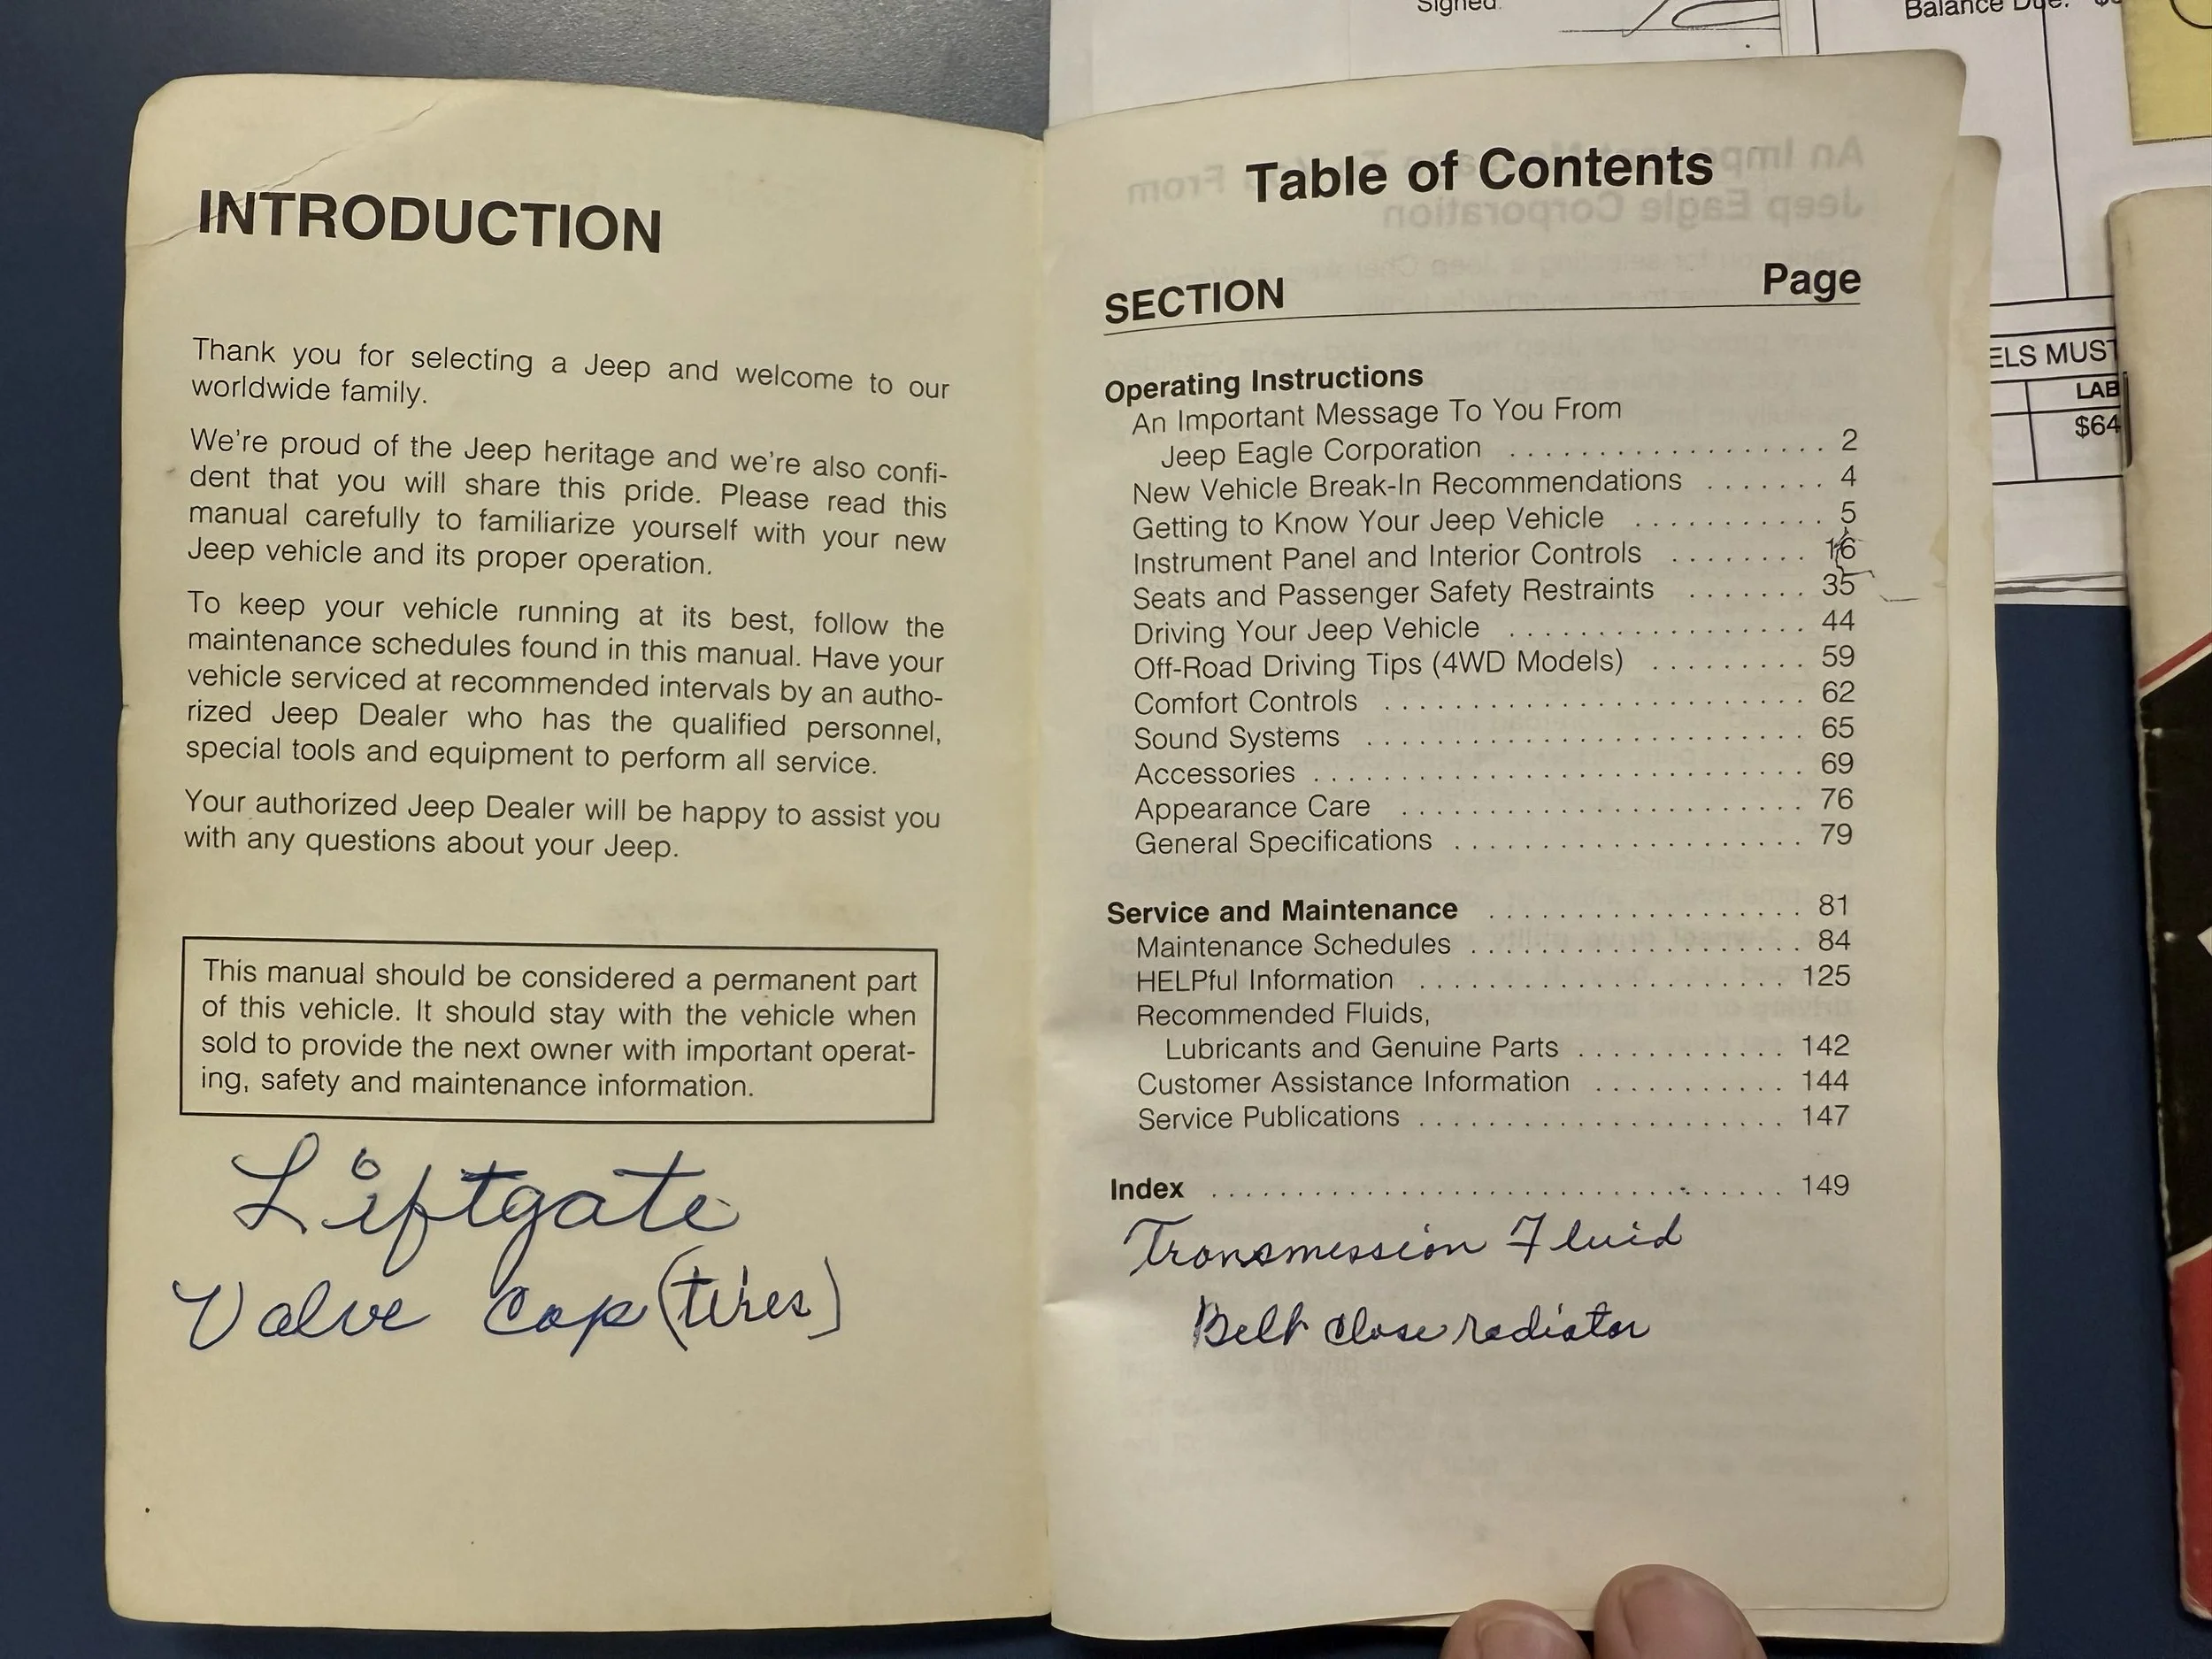 INTRODUCTION
Thank you for selecting a Jeep and welcome to our
worldwide family.
We're proud of the Jeep heritage and we're also confi-
dent that you will share this pride. Please read this
manual carefully to familiarize yourself with your new
Jeep vehicle and its proper operation.
To keep your vehicle running at its best, follow the
maintenance schedules found in this manual. Have your
vehicle serviced at recommended intervals by an autho-
rized Jeep Dealer who has the qualified personnel,
special tools and equipment to perform all service.
Your authorized Jeep Dealer will be happy to assist you
with any questions about your Jeep.
This manual should be considered a permanent part
of this vehicle. It should stay with the vehicle when
sold to provide the next owner with important operat-
ing, safety and maintenance information.
Liftgate
Valve Cap (tires)
Table of Contents
SECTION Page
Operating Instructions
An Important Message To You From
Jeep Eagle Corporation . . . . . . . . . . . . . . . . . . 2
New Vehicle Break-In Recommendations . . . . . . . 4
Getting to Know Your Jeep Vehicle . . . . . . . . . . . 5
Instrument Panel and Interior Controls . . . . . . . . 16
Seats and Passenger Safety Restraints . . . . . . . 35
Driving Your Jeep Vehicle . . . . . . . . . . . . . . . . . 44
Off-Road Driving Tips (4WD Models) . . . . . . . . . 59
Comfort Controls . . . . . . . . . . . . . . . . . . . . . . . 62
Sound Systems . . . . . . . . . . . . . . . . . . . . . . . . 65
Accessories . . . . . . . . . . . . . . . . . . . . . . . . . . . 69
Appearance Care . . . . . . . . . . . . . . . . . . . . . . 76
General Specifications . . . . . . . . . . . . . . . . . . . 79
Service and Maintenance . . . . . . . . . . . . . . . . . . 81
Maintenance Schedules . . . . . . . . . . . . . . . . . . 84
HELPful Information . . . . . . . . . . . . . . . . . . . . 125
Recommended Fluids,
Lubricants and Genuine Parts . . . . . . . . . . . . 142
Customer Assistance Information . . . . . . . . . . . 144
Service Publications . . . . . . . . . . . . . . . . . . . . 147
Index . . . . . . . . . . . . . . . . . . . . . . . . . . . . . . . . 149
Transmession Fluid
Belt close radiator
Signed
Balance Due:
ELS MUST
LAB
$64